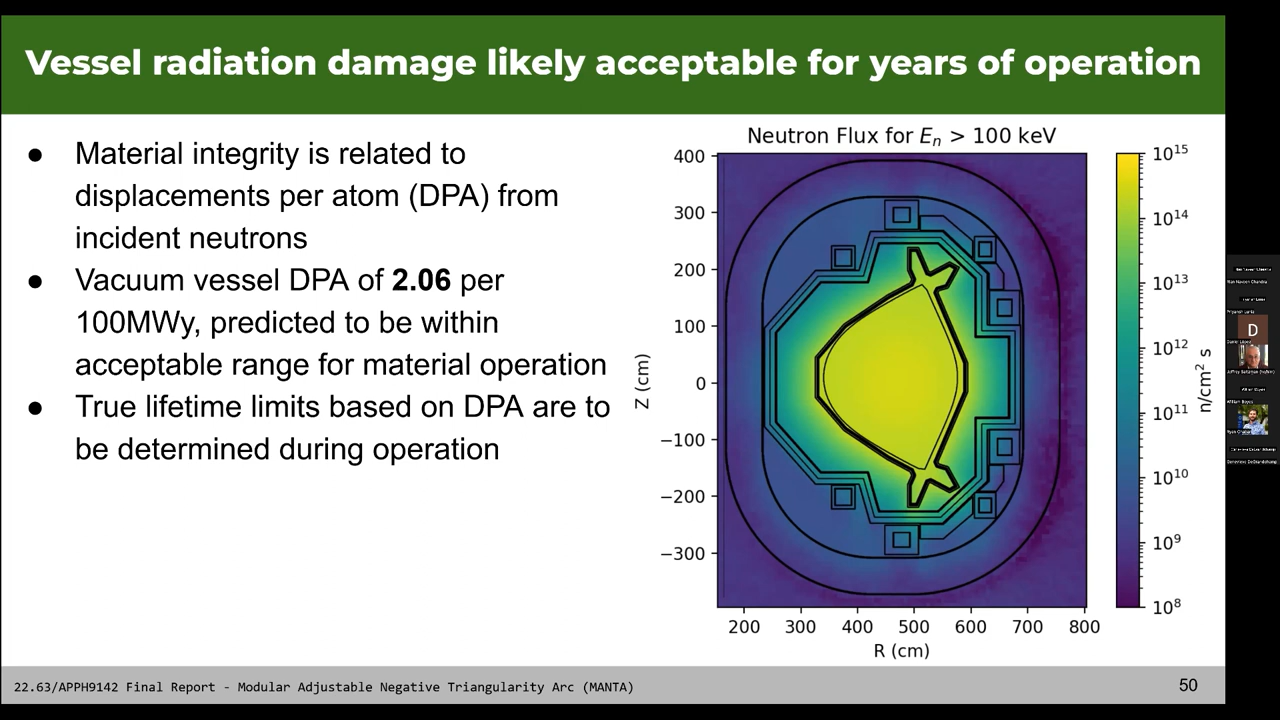 Vessel radiation damage likely acceptable for years of operation
● Material integrity is related to
displacements per atom (DPA) from
incident neutrons
● Vacuum vessel DPA of 2.06 per
100MWy, predicted to be within
acceptable range for material operation
● True lifetime limits based on DPA are to
be determined during operation
Neutron Flux for Eₙ > 100 keV
400
300
200
100
0
−100
−200
−300
Z (cm)
200 300 400 500 600 700 800
R (cm)
10¹⁵
10¹⁴
10¹³
10¹²
10¹¹
10¹⁰
10⁹
10⁸
n/cm² s
22.63/APPH9142 Final Report - Modular Adjustable Negative Triangularity Arc (MANTA)
50
D